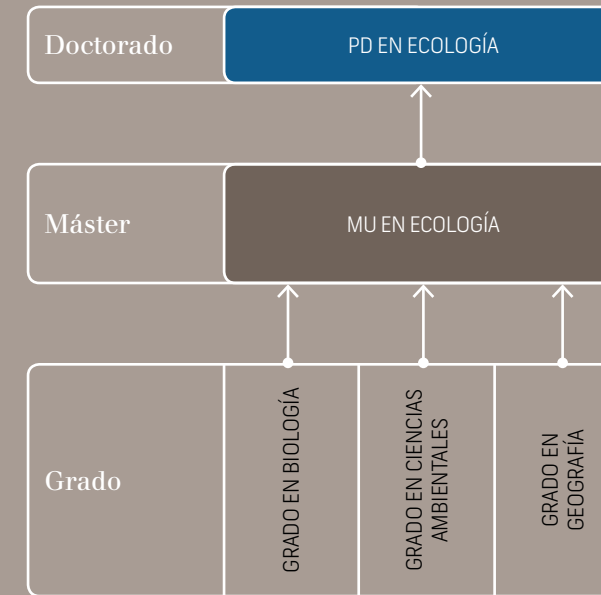 Doctorado
PD EN ECOLOGÍA
Máster
MU EN ECOLOGÍA
Grado
GRADO EN BIOLOGÍA
GRADO EN CIENCIAS
AMBIENTALES
GRADO EN
GEOGRAFÍA